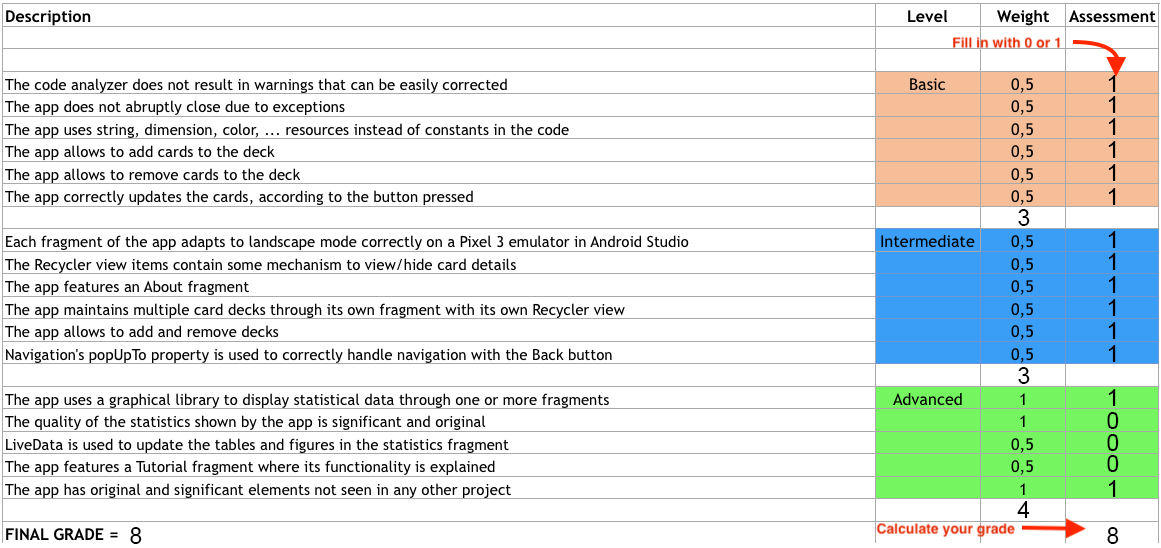 Description Level Weight Assessment
Fill in with 0 or 1
The code analyzer does not result in warnings that can be easily corrected Basic 0,5 1
The app does not abruptly close due to exceptions 0,5 1
The app uses string, dimension, color, ... resources instead of constants in the code 0,5 1
The app allows to add cards to the deck 0,5 1
The app allows to remove cards to the deck 0,5 1
The app correctly updates the cards, according to the button pressed 0,5 1
3
Each fragment of the app adapts to landscape mode correctly on a Pixel 3 emulator in Android Studio Intermediate 0,5 1
The Recycler view items contain some mechanism to view/hide card details 0,5 1
The app features an About fragment 0,5 1
The app maintains multiple card decks through its own fragment with its own Recycler view 0,5 1
The app allows to add and remove decks 0,5 1
Navigation's popUpTo property is used to correctly handle navigation with the Back button 0,5 1
3
The app uses a graphical library to display statistical data through one or more fragments Advanced 1 1
The quality of the statistics shown by the app is significant and original 1 0
LiveData is used to update the tables and figures in the statistics fragment 0,5 0
The app features a Tutorial fragment where its functionality is explained 0,5 0
The app has original and significant elements not seen in any other project 1 1
4
FINAL GRADE = 8 Calculate your grade 8